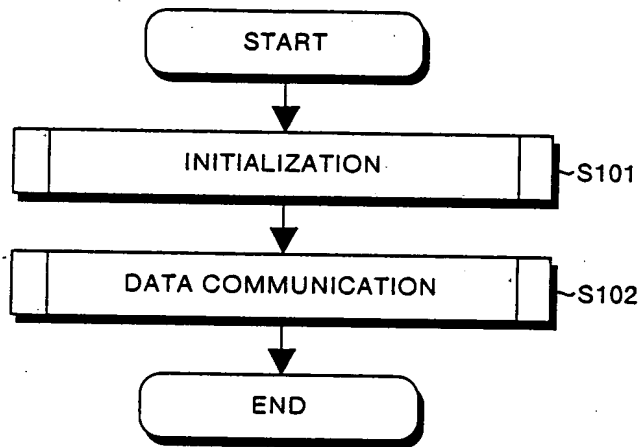 START
INITIALIZATION
S101
DATA COMMUNICATION
S102
END